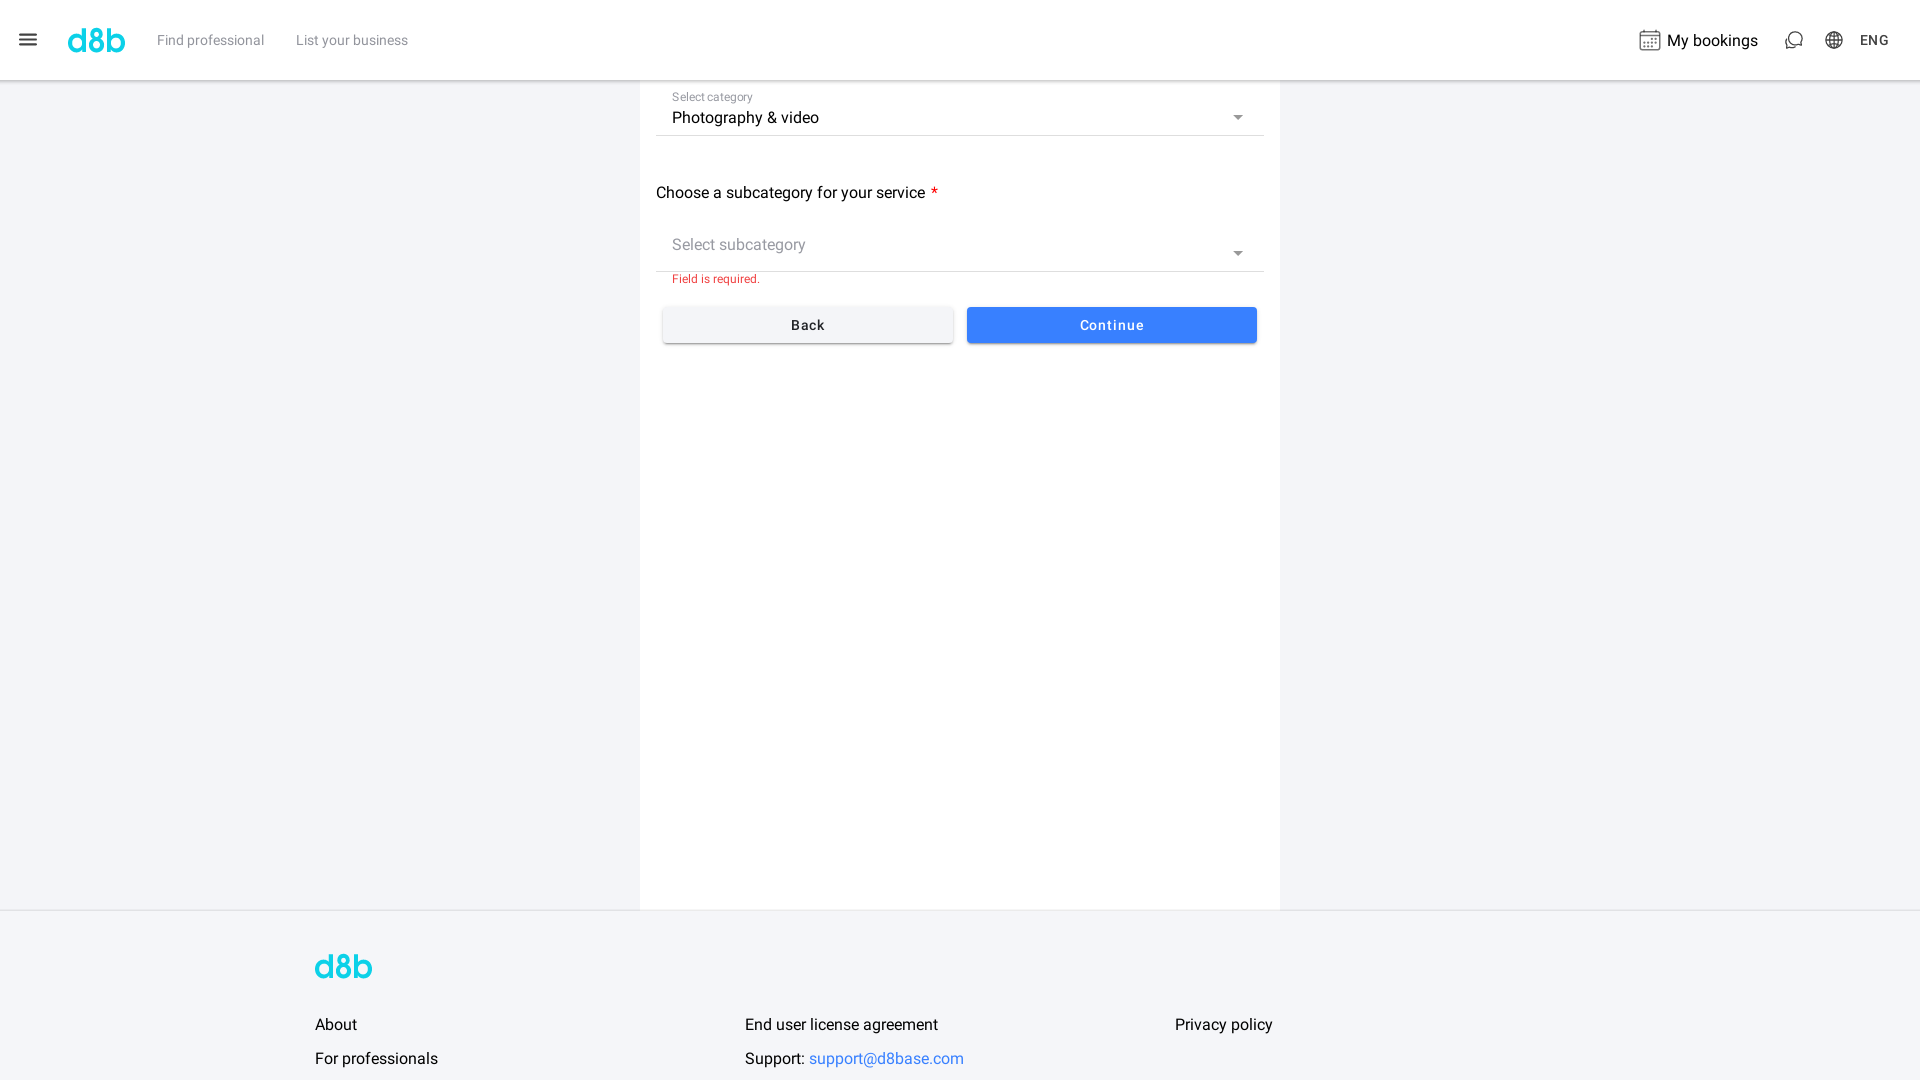 d8b
Find professional
List your business
My bookings
ENG
Select category
Photography & video
Choose a subcategory for your service *
Select subcategory
Field is required.
Back
Continue
d8b
About
End user license agreement
Privacy policy
For professionals
Support: support@d8base.com